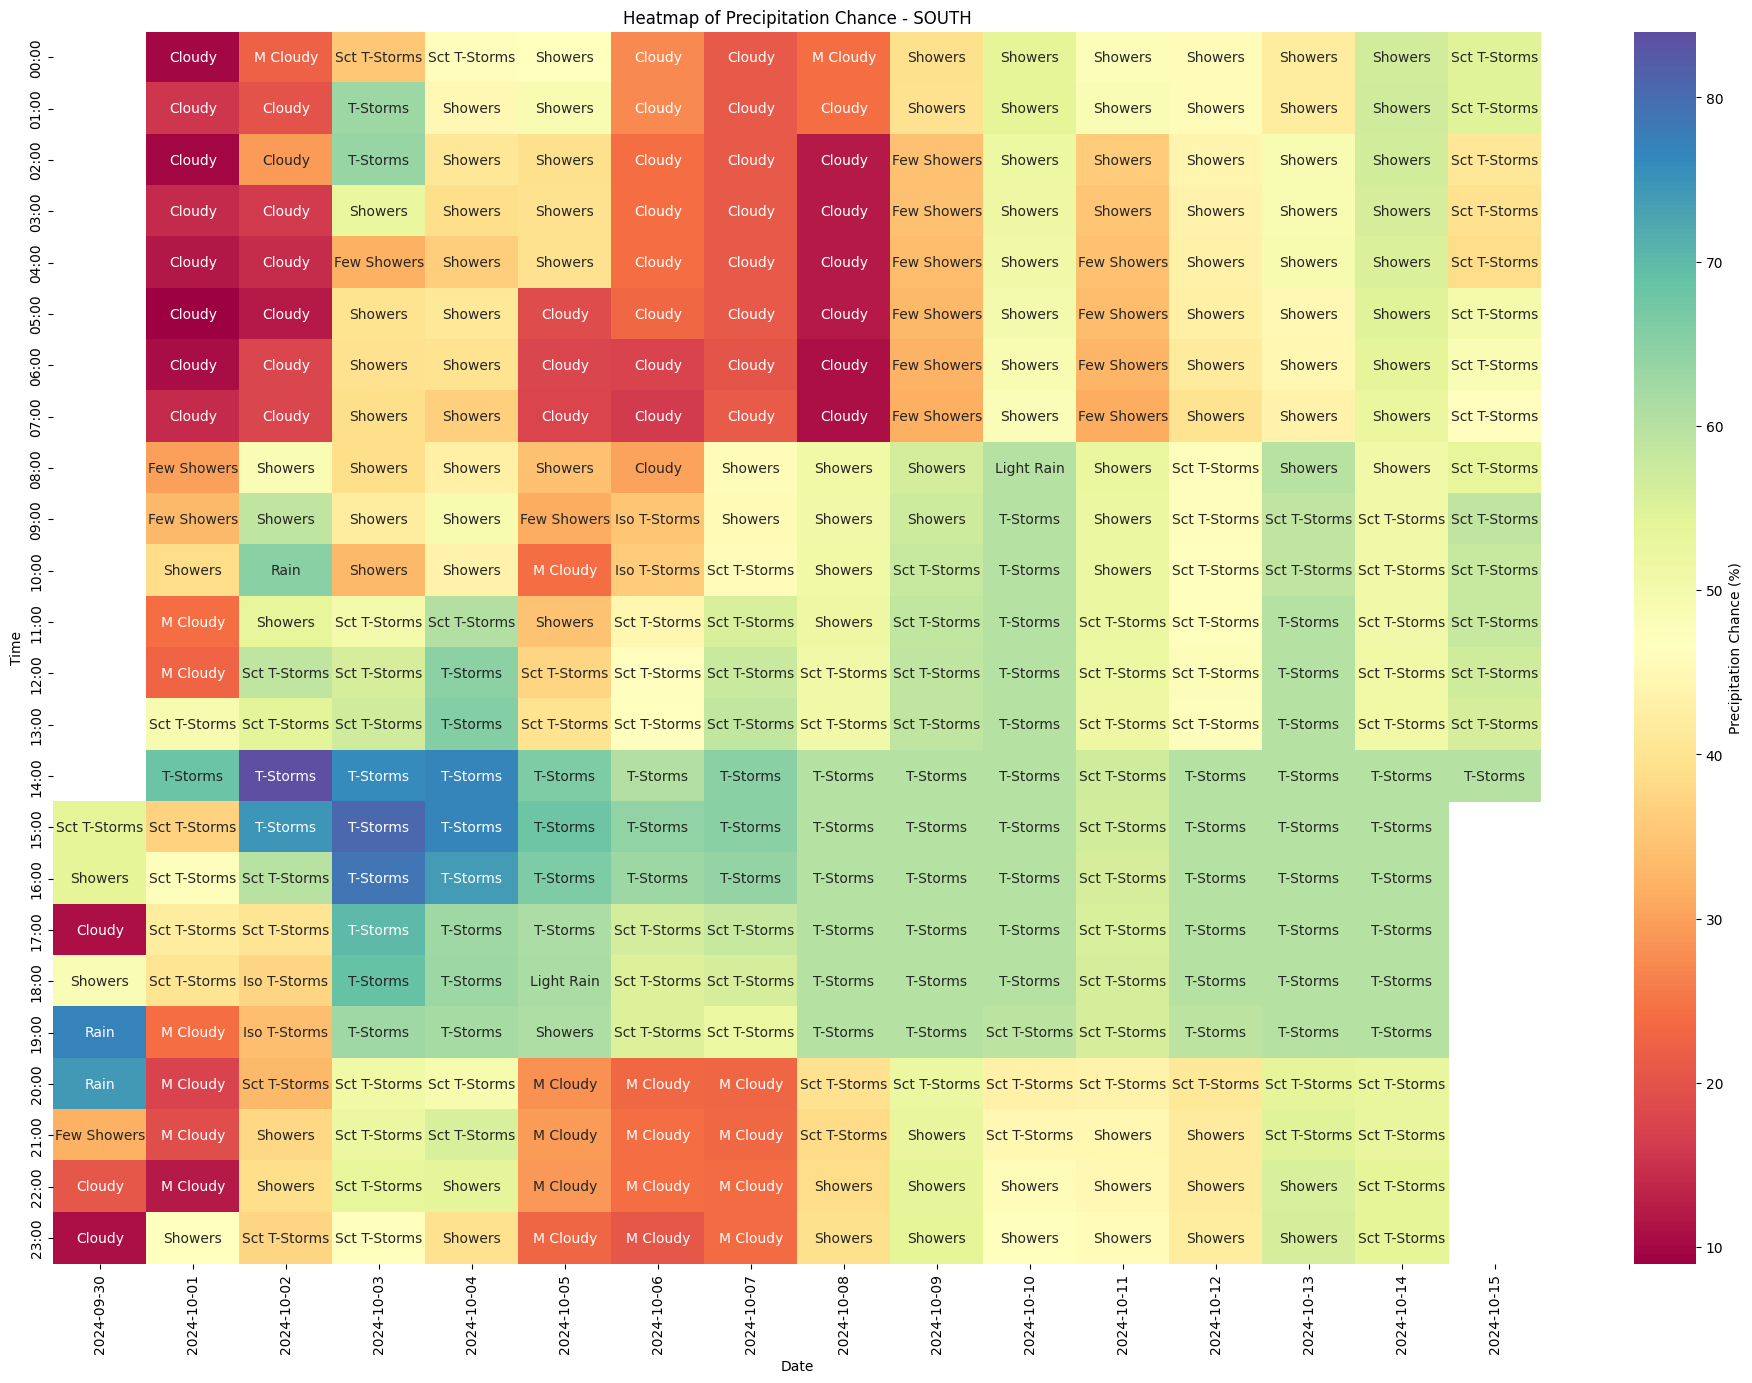 Heatmap of Precipitation Chance - SOUTH
00:00 Cloudy M Cloudy Sct T-Storms Sct T-Storms Showers Cloudy Cloudy M Cloudy Showers Showers Showers Showers Showers Showers Sct T-Storms
01:00 Cloudy Cloudy T-Storms Showers Showers Cloudy Cloudy Cloudy Showers Showers Showers Showers Showers Showers Sct T-Storms
02:00 Cloudy Cloudy T-Storms Showers Showers Cloudy Cloudy Cloudy Few Showers Showers Showers Showers Showers Showers Sct T-Storms
03:00 Cloudy Cloudy Showers Showers Showers Cloudy Cloudy Cloudy Few Showers Showers Showers Showers Showers Showers Sct T-Storms
04:00 Cloudy Cloudy Few Showers Showers Showers Cloudy Cloudy Cloudy Few Showers Showers Few Showers Showers Showers Showers Sct T-Storms
05:00 Cloudy Cloudy Showers Showers Cloudy Cloudy Cloudy Cloudy Few Showers Showers Few Showers Showers Showers Showers Sct T-Storms
06:00 Cloudy Cloudy Showers Showers Cloudy Cloudy Cloudy Cloudy Few Showers Showers Few Showers Showers Showers Showers Sct T-Storms
07:00 Cloudy Cloudy Showers Showers Cloudy Cloudy Cloudy Cloudy Few Showers Showers Few Showers Showers Showers Showers Sct T-Storms
08:00 Few Showers Showers Showers Showers Showers Cloudy Showers Showers Showers Light Rain Showers Sct T-Storms Showers Showers Sct T-Storms
09:00 Few Showers Showers Showers Showers Few Showers Iso T-Storms Showers Showers Showers T-Storms Showers Sct T-Storms Sct T-Storms Sct T-Storms Sct T-Storms
10:00 Showers Rain Showers Showers M Cloudy Iso T-Storms Sct T-Storms Showers Sct T-Storms T-Storms Showers Sct T-Storms Sct T-Storms Sct T-Storms Sct T-Storms
11:00 M Cloudy Showers Sct T-Storms Sct T-Storms Showers Sct T-Storms Sct T-Storms Showers Sct T-Storms T-Storms Sct T-Storms Sct T-Storms T-Storms Sct T-Storms Sct T-Storms
12:00 M Cloudy Sct T-Storms Sct T-Storms T-Storms Sct T-Storms Sct T-Storms Sct T-Storms Sct T-Storms Sct T-Storms T-Storms Sct T-Storms Sct T-Storms T-Storms Sct T-Storms Sct T-Storms
13:00 Sct T-Storms Sct T-Storms Sct T-Storms T-Storms Sct T-Storms Sct T-Storms Sct T-Storms Sct T-Storms Sct T-Storms T-Storms Sct T-Storms Sct T-Storms T-Storms Sct T-Storms Sct T-Storms
14:00 T-Storms T-Storms T-Storms T-Storms T-Storms T-Storms T-Storms T-Storms T-Storms T-Storms Sct T-Storms T-Storms T-Storms T-Storms T-Storms
15:00 Sct T-Storms Sct T-Storms T-Storms T-Storms T-Storms T-Storms T-Storms T-Storms T-Storms T-Storms T-Storms Sct T-Storms T-Storms T-Storms T-Storms
16:00 Showers Sct T-Storms Sct T-Storms T-Storms T-Storms T-Storms T-Storms T-Storms T-Storms T-Storms T-Storms Sct T-Storms T-Storms T-Storms T-Storms
17:00 Cloudy Sct T-Storms Sct T-Storms T-Storms T-Storms T-Storms Sct T-Storms Sct T-Storms T-Storms T-Storms T-Storms Sct T-Storms T-Storms T-Storms T-Storms
18:00 Showers Sct T-Storms Iso T-Storms T-Storms T-Storms Light Rain Sct T-Storms Sct T-Storms T-Storms T-Storms T-Storms Sct T-Storms T-Storms T-Storms T-Storms
19:00 Rain M Cloudy Iso T-Storms T-Storms T-Storms Showers Sct T-Storms Sct T-Storms T-Storms T-Storms Sct T-Storms Sct T-Storms T-Storms T-Storms T-Storms
20:00 Rain M Cloudy Sct T-Storms Sct T-Storms Sct T-Storms M Cloudy M Cloudy M Cloudy Sct T-Storms Sct T-Storms Sct T-Storms Sct T-Storms Sct T-Storms Sct T-Storms Sct T-Storms
21:00 Few Showers M Cloudy Showers Sct T-Storms Sct T-Storms M Cloudy M Cloudy M Cloudy Sct T-Storms Showers Sct T-Storms Showers Showers Sct T-Storms Sct T-Storms
22:00 Cloudy M Cloudy Showers Sct T-Storms Showers M Cloudy M Cloudy M Cloudy Showers Showers Showers Showers Showers Showers Sct T-Storms
23:00 Cloudy Showers Sct T-Storms Sct T-Storms Showers M Cloudy M Cloudy M Cloudy Showers Showers Showers Showers Showers Showers Sct T-Storms
Time
2024-09-30 2024-10-01 2024-10-02 2024-10-03 2024-10-04 2024-10-05 2024-10-06 2024-10-07 2024-10-08 2024-10-09 2024-10-10 2024-10-11 2024-10-12 2024-10-13 2024-10-14 2024-10-15
Date
80
70
60
50
40
30
20
10
Precipitation Chance (%)